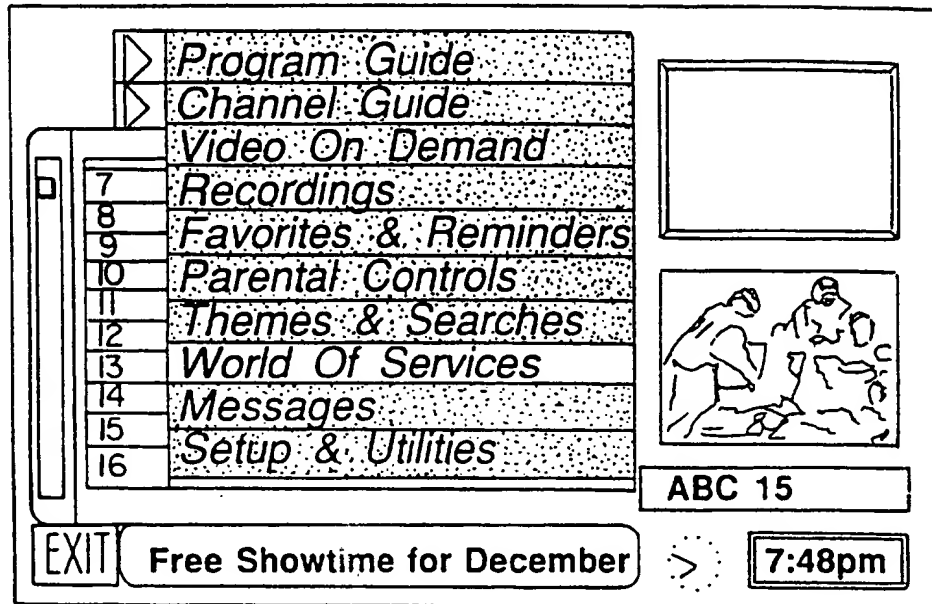 Program Guide
Channel Guide
Video On Demand
7 Recordings
8
9 Favorites & Reminders
10 Parental Controls
11
12 Themes & Searches
13 World Of Services
14 Messages
15
16 Setup & Utilities
ABC 15
EXIT Free Showtime for December 7:48pm